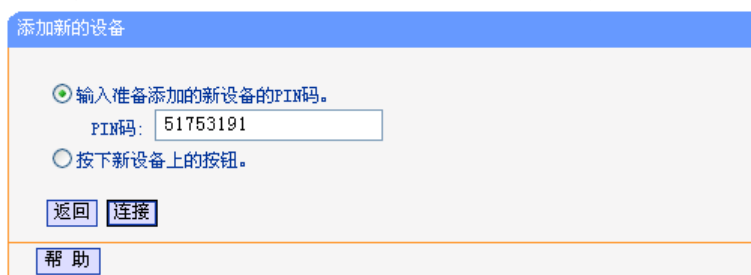 添加新的设备
输入准备添加的新设备的PIN码。
PIN码: 51753191
按下新设备上的按钮。
返回 连接
帮 助